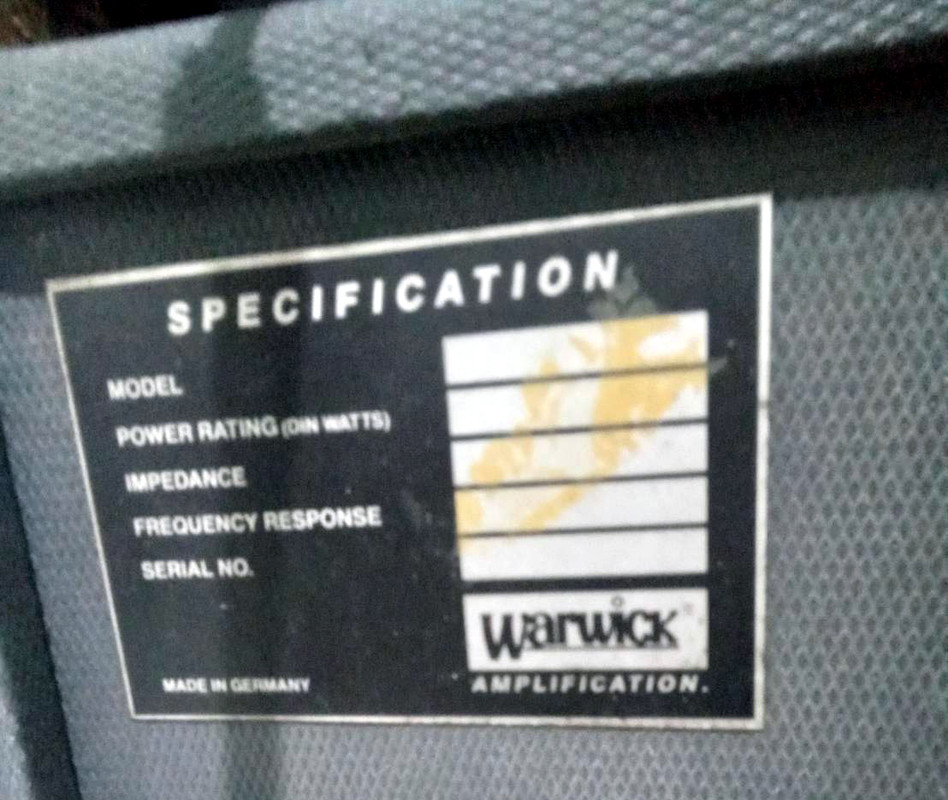 SPECIFICATION
MODEL
POWER RATING (DIN WATTS)
IMPEDANCE
FREQUENCY RESPONSE
SERIAL NO.
Warwick
MADE IN GERMANY
AMPLIFICATION.